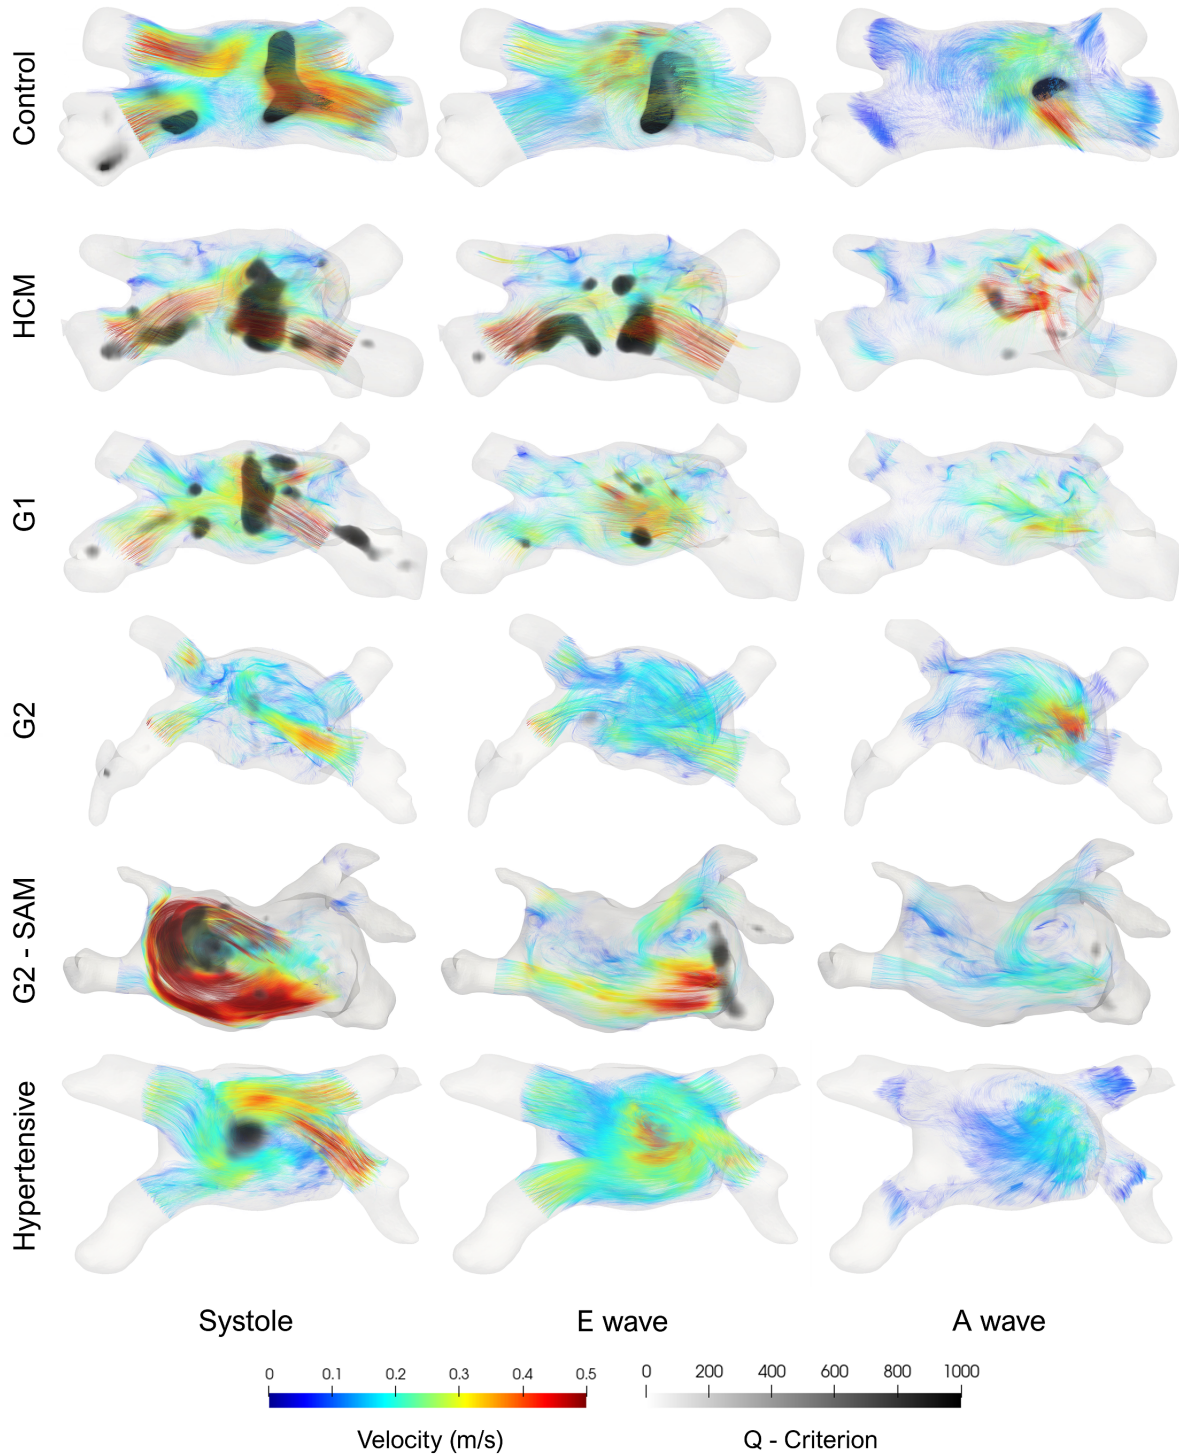 Control
HCM
G1
G2
G2 - SAM
Hypertensive
Systole E wave A wave
0 0.1 0.2 0.3 0.4 0.5 0 200 400 600 800 1000
Velocity (m/s) Q - Criterion